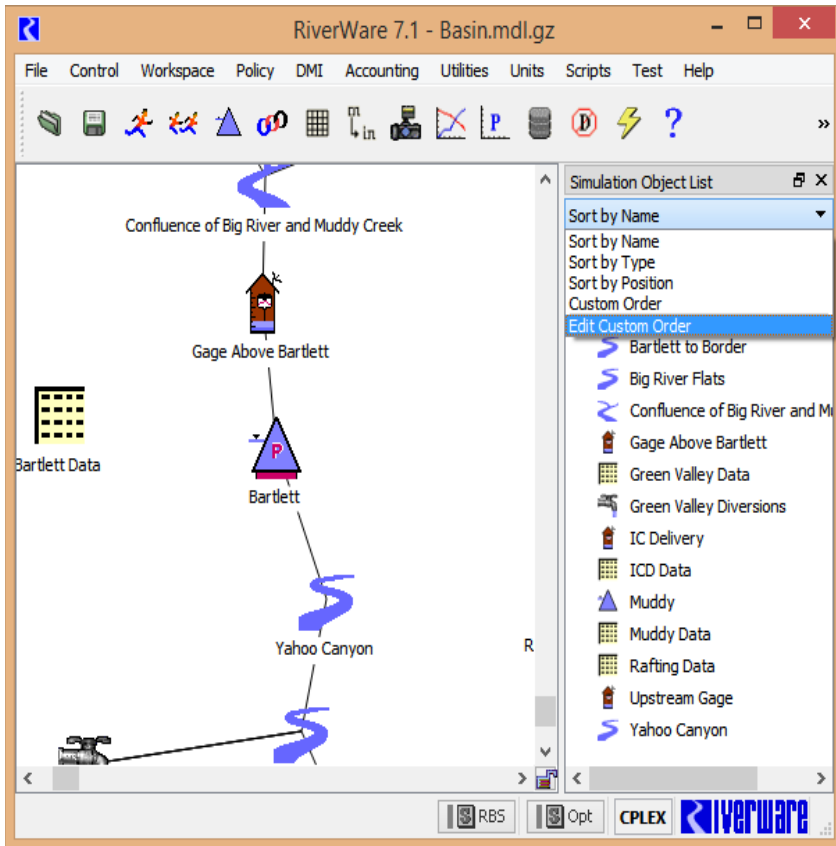 RiverWare 7.1 - Basin.mdl.gz
File Control Workspace Policy DMI Accounting Utilities Units Scripts Test Help
m in P D ? »
Confluence of Big River and Muddy Creek
Gage Above Bartlett
Bartlett Data
P
Bartlett
Yahoo Canyon
R
Simulation Object List
Sort by Name
Sort by Name
Sort by Type
Sort by Position
Custom Order
Edit Custom Order
Bartlett to Border
Big River Flats
Confluence of Big River and Mu
Gage Above Bartlett
Green Valley Data
Green Valley Diversions
IC Delivery
ICD Data
Muddy
Muddy Data
Rafting Data
Upstream Gage
Yahoo Canyon
S RBS S Opt CPLEX Riverware